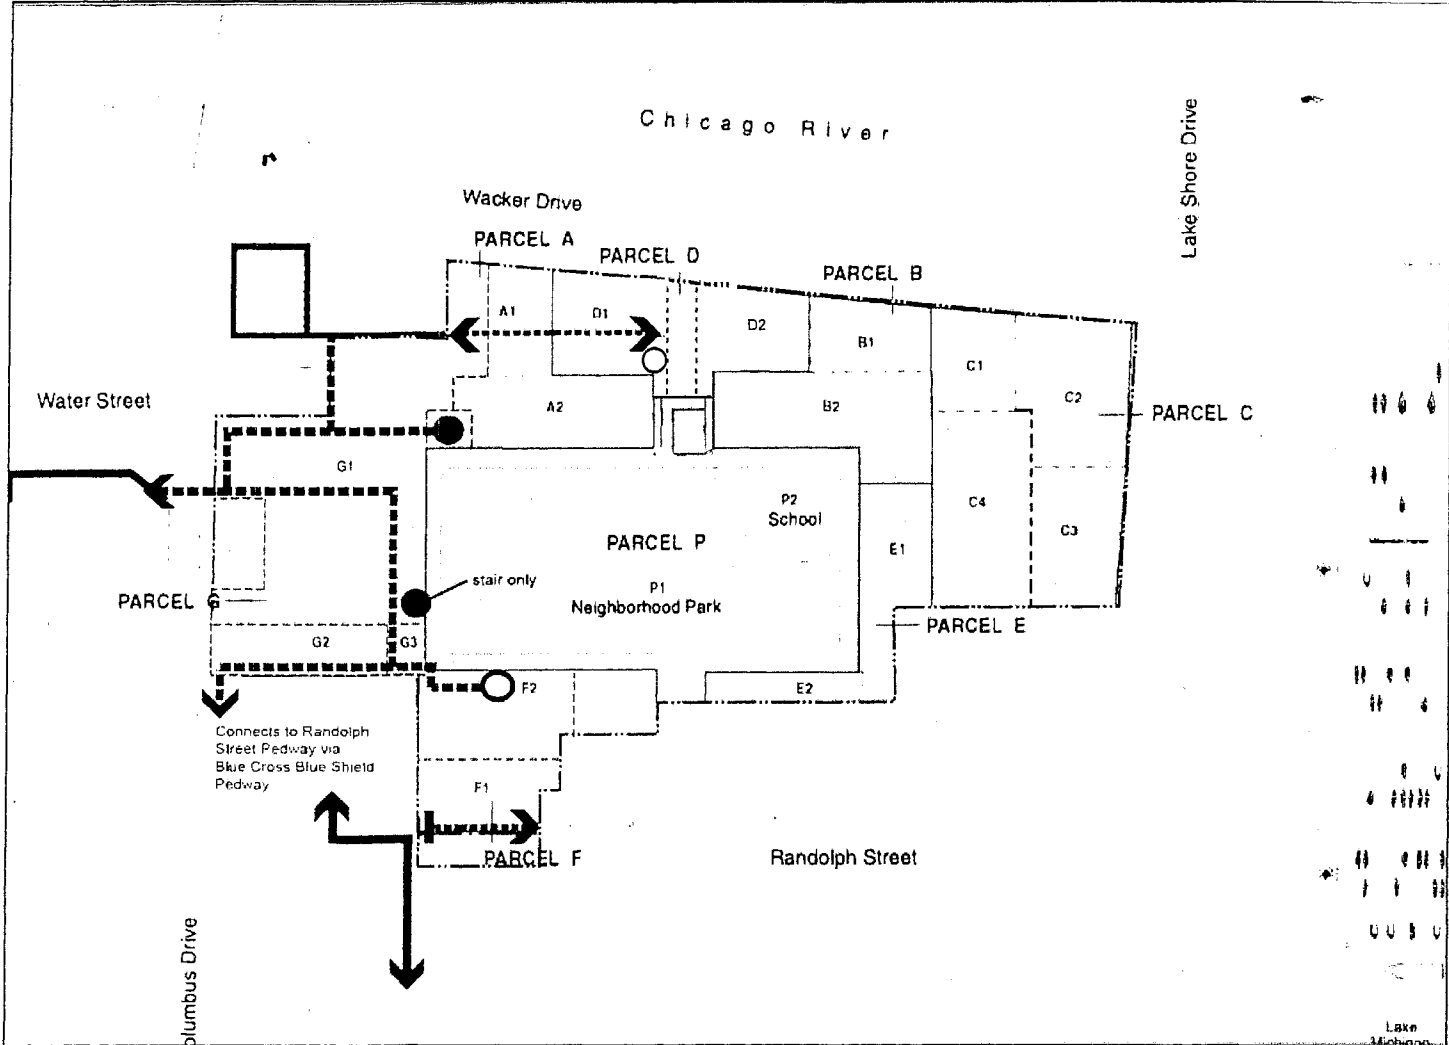 Chicago River
Lake Shore Drive
Wacker Drive
PARCEL A
PARCEL D
PARCEL B
A1
D1
D2
B1
C1
Water Street
A2
B2
C2
PARCEL C
G1
P2
School
C4
C3
PARCEL P
E1
stair only
P1
Neighborhood Park
PARCEL G
PARCEL E
G2
G3
F2
E2
Connects to Randolph
Street Pedway via
Blue Cross Blue Shield
Pedway
F1
PARCEL F
Randolph Street
olumbus Drive
Lake
Michigan